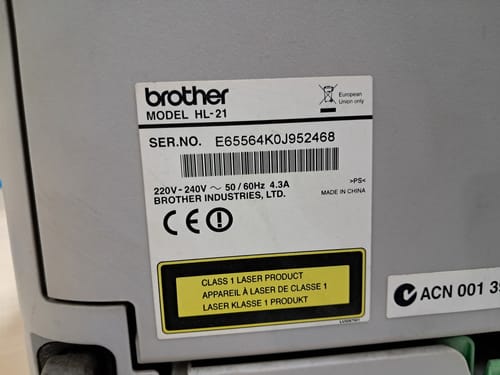 brother
European
Union only
MODEL HL-21
SER.NO. E65564K0J952468
220V-240V ~ 50/60Hz 4.3A
>PS<
BROTHER INDUSTRIES, LTD.
MADE IN CHINA
CE
CLASS 1 LASER PRODUCT
APPAREIL À LASER DE CLASSE 1
LASER KLASSE 1 PRODUKT
ACN 001 3